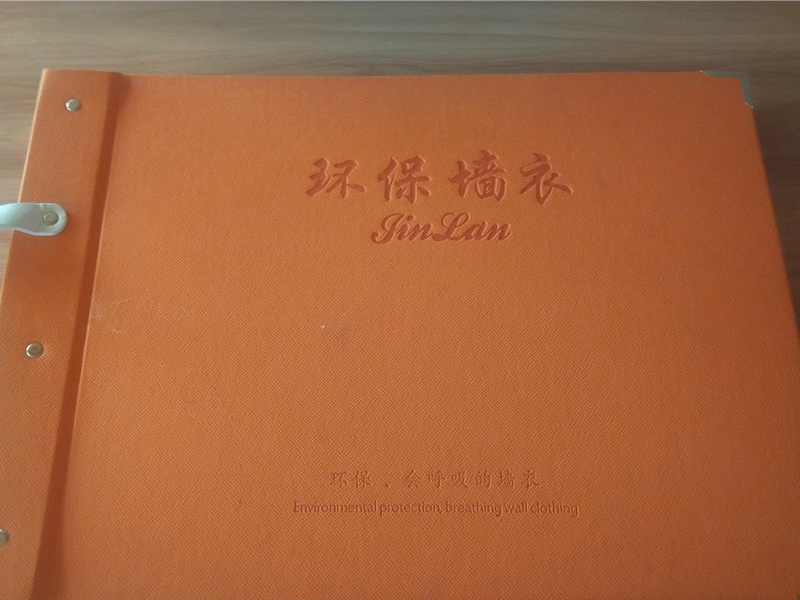 环保墙衣
JinLan
环保、会呼吸的墙衣
Environmental protection, breathing wall clothing